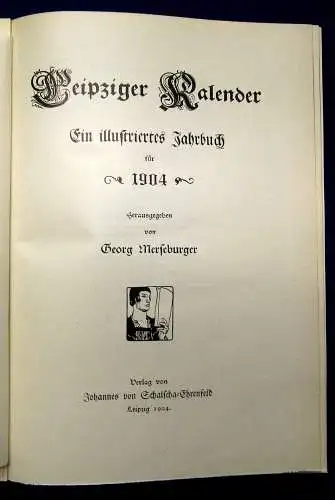 Leipziger Kalender
Ein illustriertes Jahrbuch
für
1904
Herausgegeben
von
Georg Merseburger
Verlag von
Johannes von Schalscha-Ehrenfeld
Leipzig 1904.